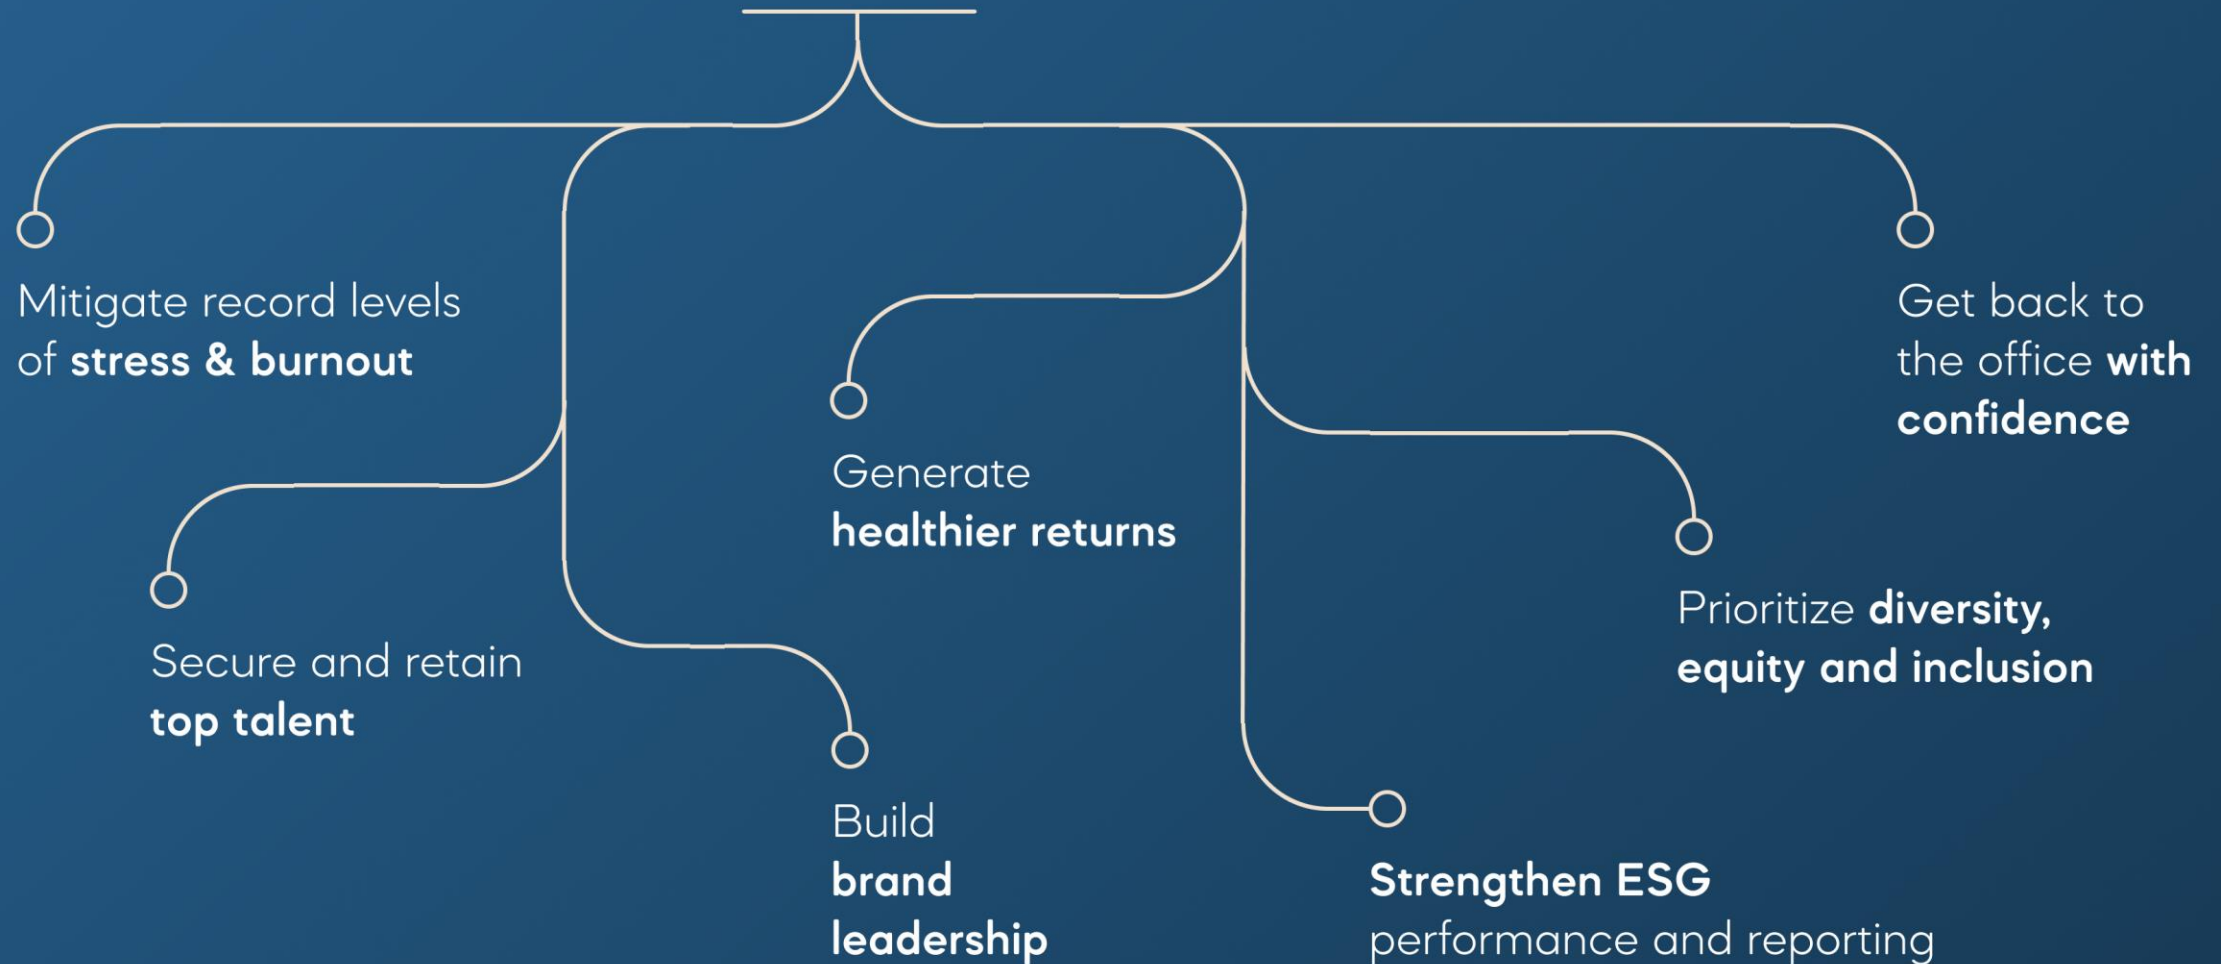 Mitigate record levels
of stress & burnout
Get back to
the office with
confidence
Generate
healthier returns
Prioritize diversity,
equity and inclusion
Secure and retain
top talent
Build
brand
leadership
Strengthen ESG
performance and reporting